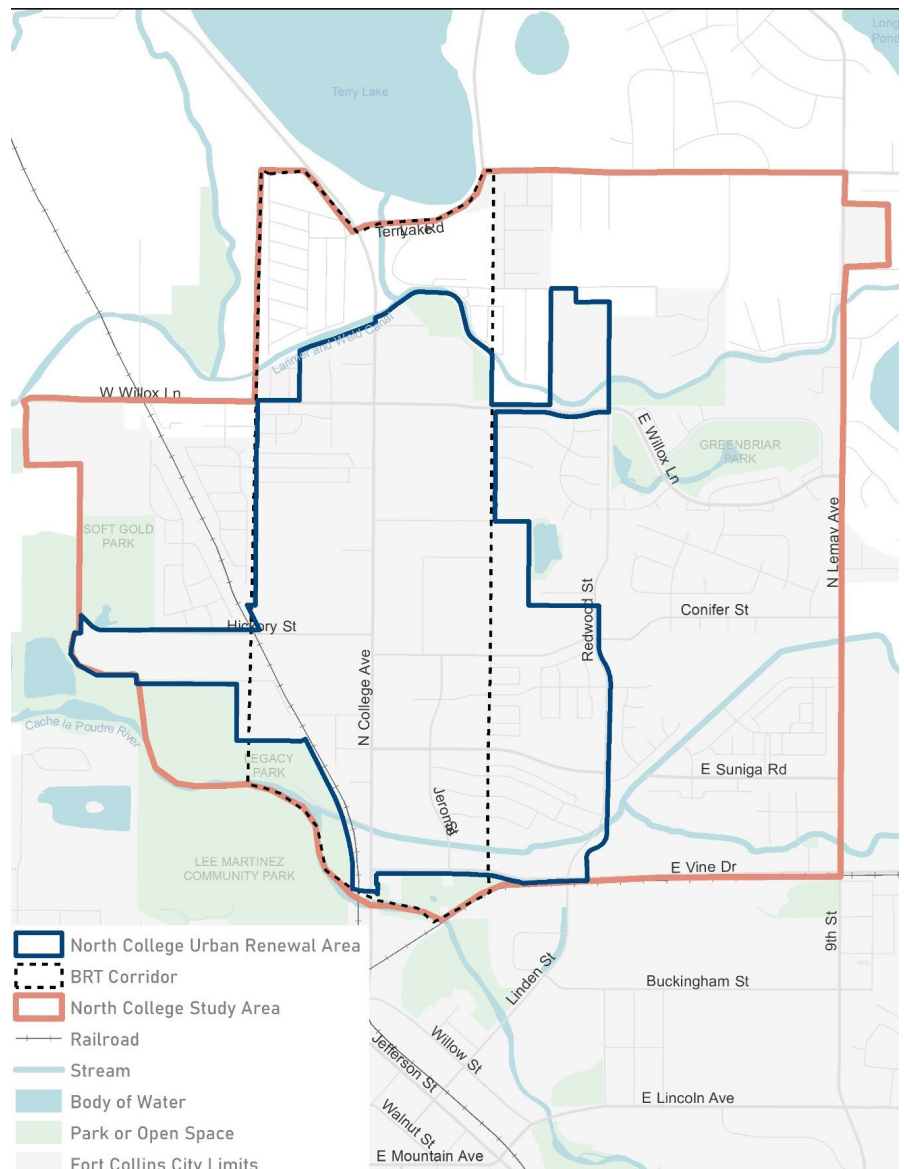 Long
Pond
Terry Lake
TerryLakeRd
Larimer and Weld Canal
W Willox Ln
E Willox Ln
GREENBRIAR
PARK
SOFT GOLD
PARK
N Lemay Ave
Redwood St
Conifer St
Hickory St
N College Ave
Cache la Poudre River
LEGACY
PARK
E Suniga Rd
Jerome St
LEE MARTINEZ
COMMUNITY PARK
E Vine Dr
9th St
Linden St
Buckingham St
Willow St
Jefferson St
Walnut St
E Lincoln Ave
E Mountain Ave
North College Urban Renewal Area
BRT Corridor
North College Study Area
Railroad
Stream
Body of Water
Park or Open Space
Fort Collins City Limits